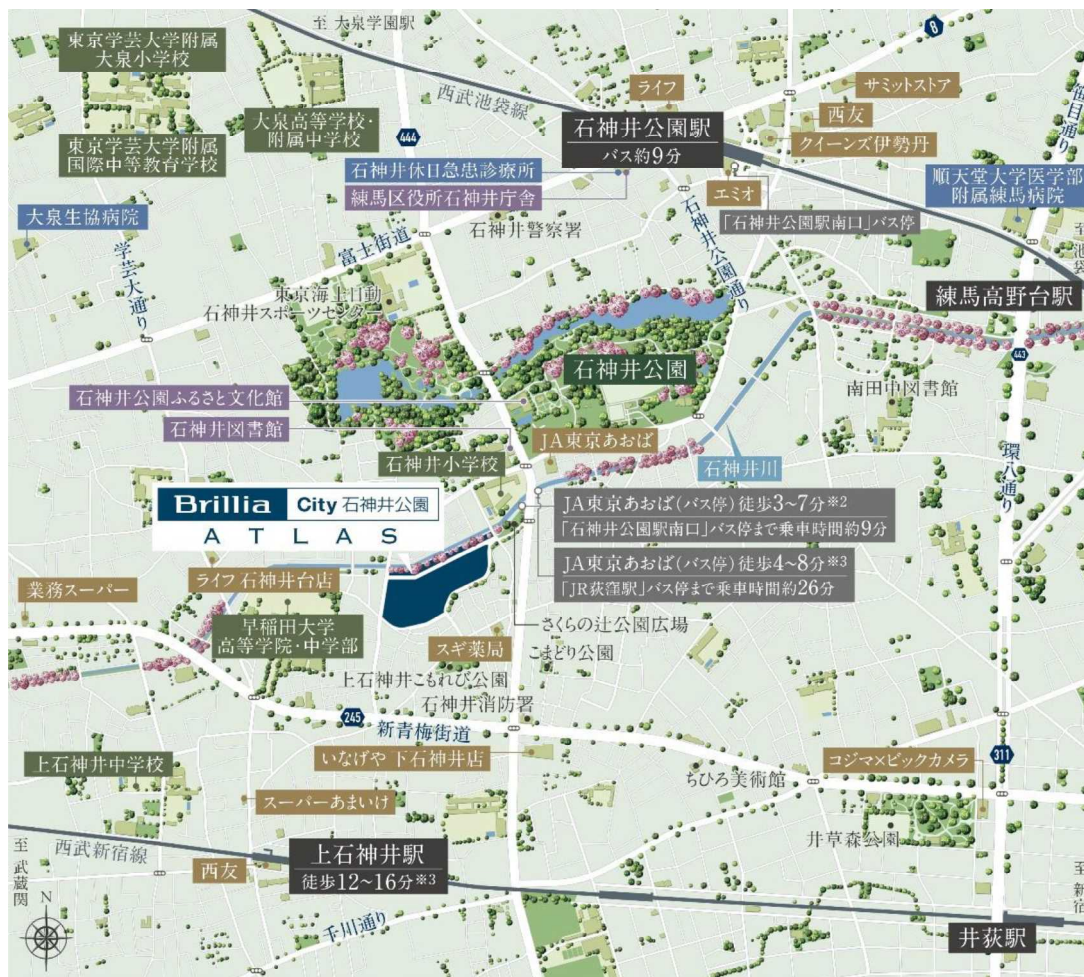 至 大泉学園駅
東京学芸大学附属
大泉小学校
8
ライフ
サミットストア
西武池袋線
笹目通り
西友
石神井公園駅
バス約9分
大泉高等学校・
附属中学校
444
クイーンズ伊勢丹
東京学芸大学附属
国際中等教育学校
石神井休日急患診療所
順天堂大学医学部
附属練馬病院
練馬区役所石神井庁舎
エミオ
大泉生協病院
石神井警察署
「石神井公園駅南口」バス停
石神井公園通り
至 池袋
学芸大通り
富士街道
練馬高野台駅
東京海上日動
石神井スポーツセンター
443
石神井公園
南田中図書館
石神井公園ふるさと文化館
石神井図書館
JA東京あおば
石神井小学校
石神井川
環八通り
Brillia City 石神井公園
ATLAS
JA東京あおば(バス停)徒歩3~7分※2
「石神井公園駅南口」バス停まで乗車時間約9分
JA東京あおば(バス停)徒歩4~8分※3
「JR荻窪駅」バス停まで乗車時間約26分
ライフ 石神井台店
業務スーパー
早稲田大学
高等学院・中学部
さくらの辻公園広場
スギ薬局
こまどり公園
上石神井こもれび公園
石神井消防署
245
新青梅街道
いなげや 下石神井店
311
コジマ×ビックカメラ
上石神井中学校
ちひろ美術館
スーパーあまいけ
井草森公園
至 武蔵関
西武新宿線
上石神井駅
徒歩12~16分※3
西友
至 新宿
N
千川通り
井荻駅